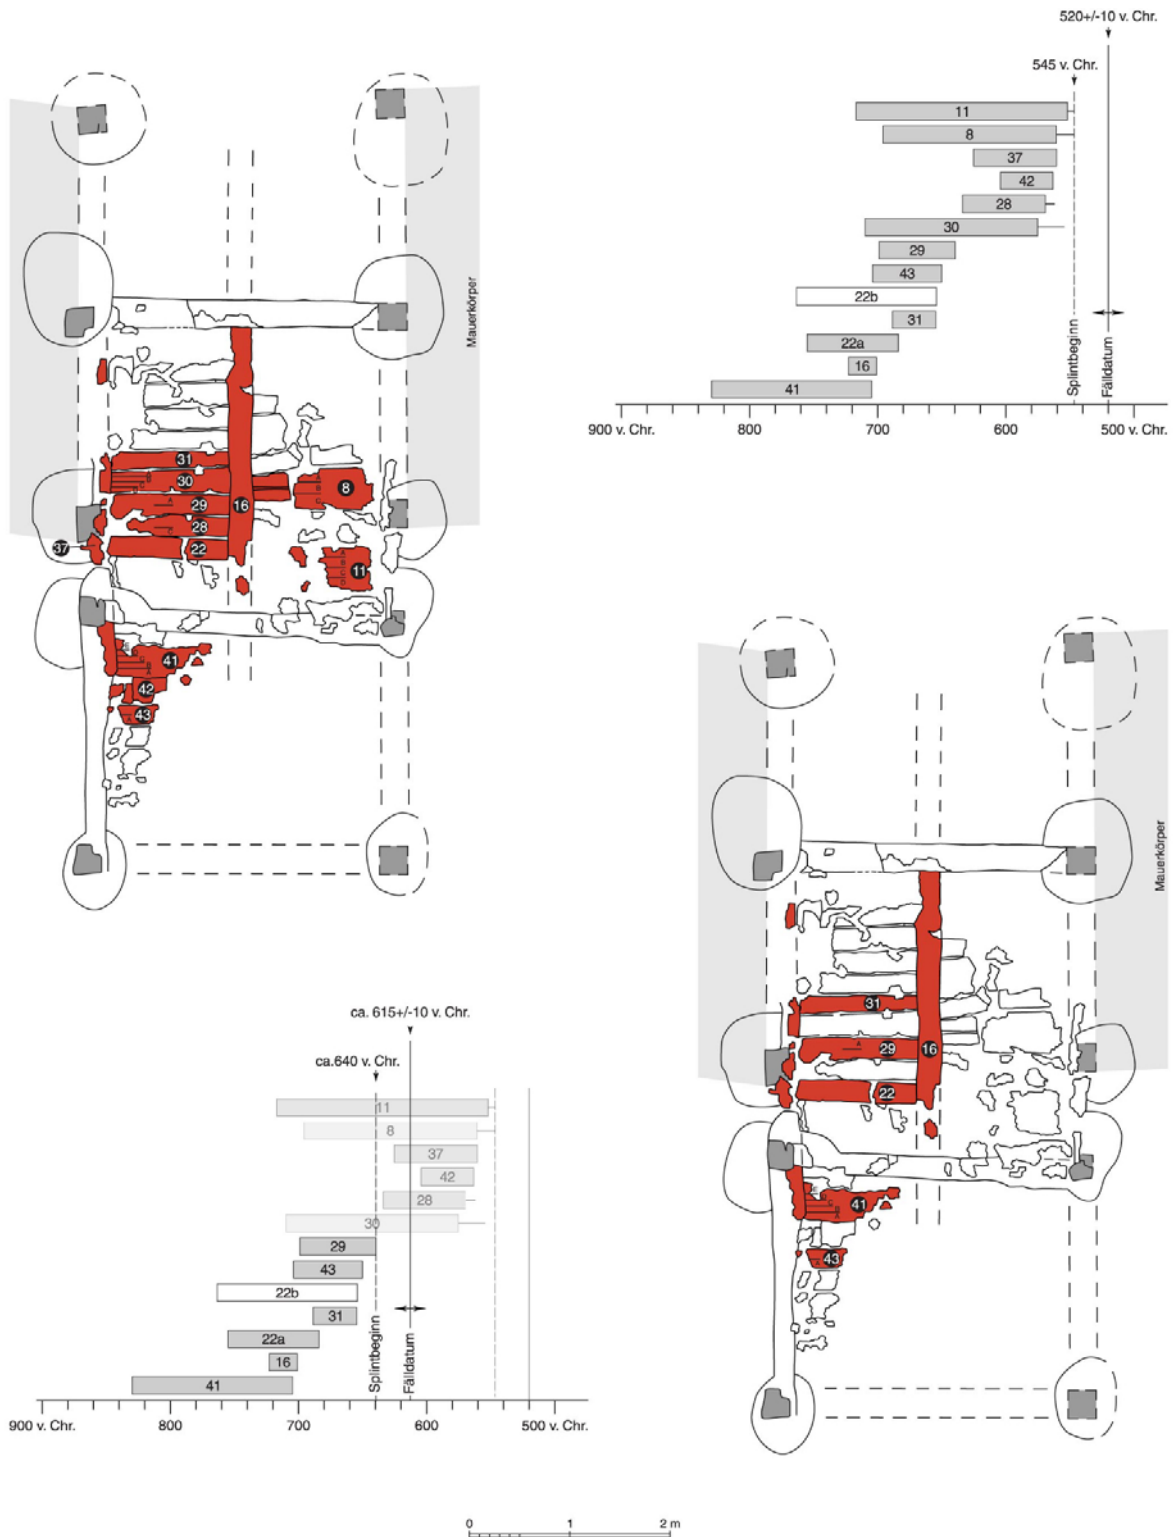 520+/-10 v. Chr.
545 v. Chr.
11
8
37
42
28
30
29
43
22b
31
22a
16
41
Splintbeginn
Fälldatum
900 v. Chr.
800
700
600
500 v. Chr.
Mauerkörper
31
30
29
16
8
28
37
22
11
41
42
43
A
B
C
A
C
A
B
C
D
Mauerkörper
31
29
16
22
41
43
A
ca. 615+/-10 v. Chr.
ca.640 v. Chr.
11
8
37
42
28
30
29
43
22b
31
22a
16
41
Splintbeginn
Fälldatum
900 v. Chr.
800
700
600
500 v. Chr.
0
1
2 m